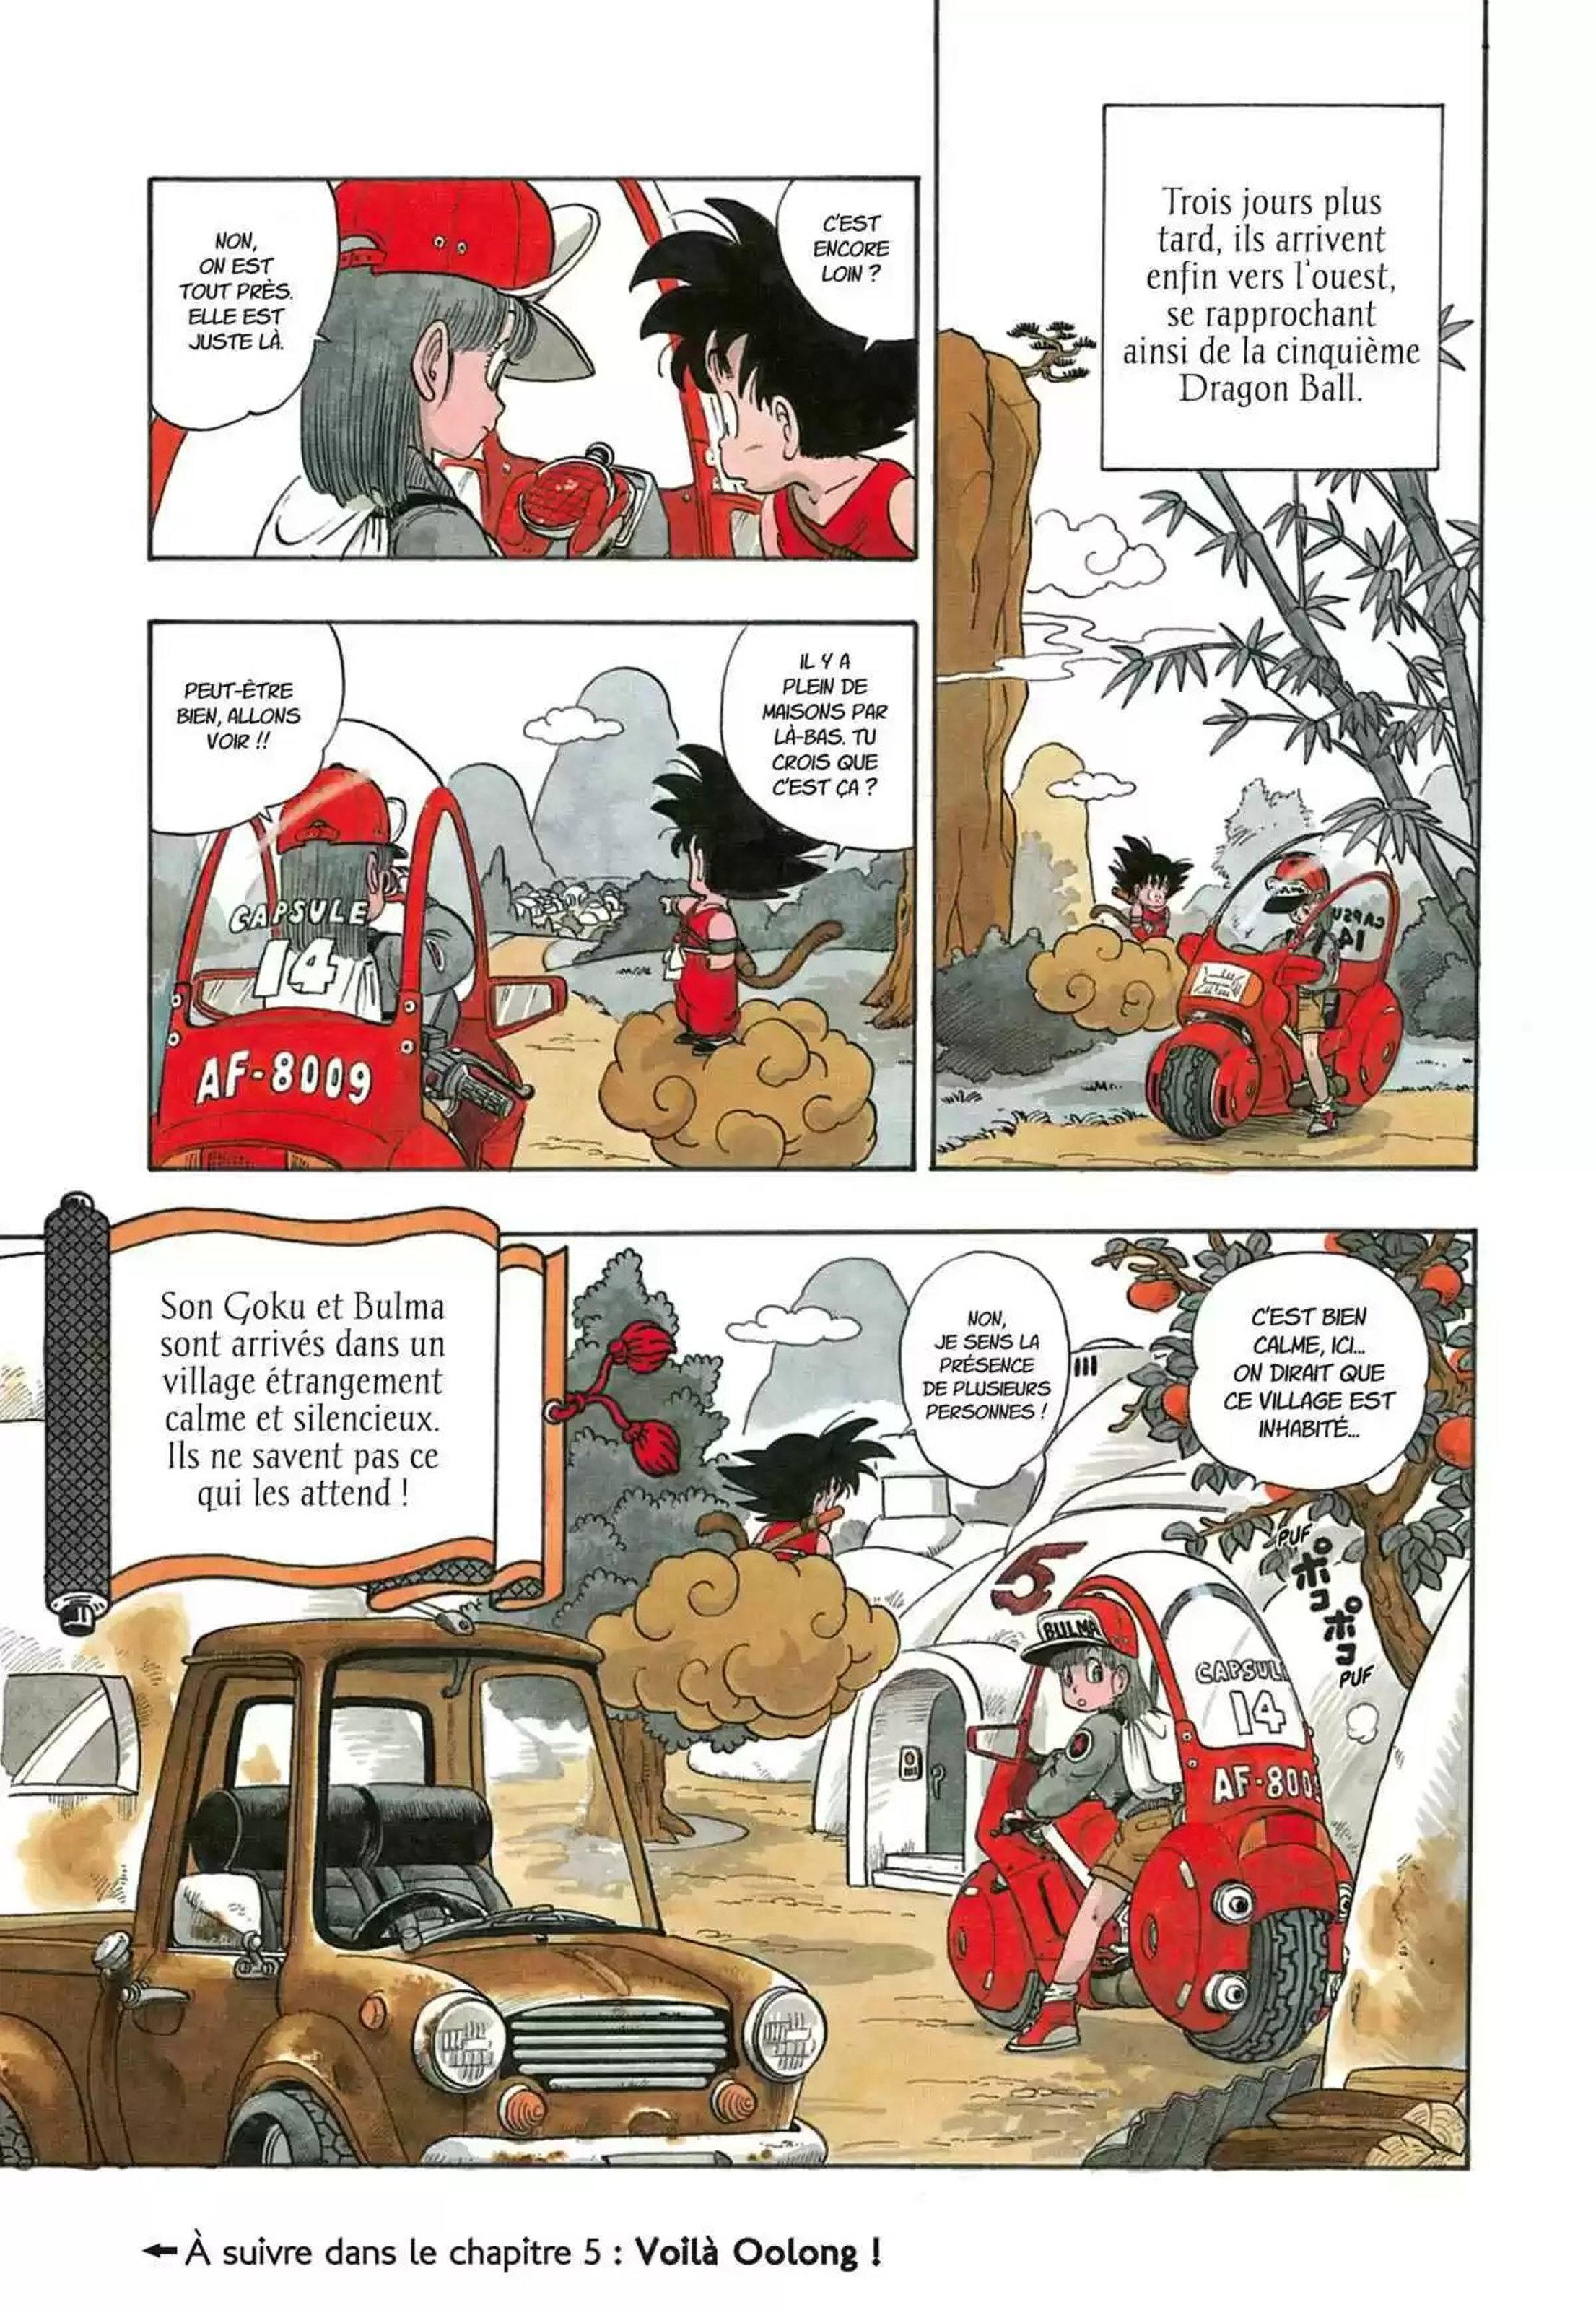 Trois jours plus
tard, ils arrivent
enfin vers l'ouest,
se rapprochant
ainsi de la cinquième
Dragon Ball.
CAPSU
14
C'EST
ENCORE
LOIN ?
NON,
ON EST
TOUT PRÈS.
ELLE EST
JUSTE LÀ.
IL Y A
PLEIN DE
MAISONS PAR
LÀ-BAS. TU
CROIS QUE
C'EST ÇA ?
PEUT-ÊTRE
BIEN, ALLONS
VOIR !!
CAPSULE
14
AF-8009
C'EST BIEN
CALME, ICI...
ON DIRAIT QUE
CE VILLAGE EST
INHABITÉ...
NON,
JE SENS LA
PRÉSENCE
DE PLUSIEURS
PERSONNES !
PUF
ポコポコ
PUF
5
BULMA
CAPSUL
14
AF-8009
Son Goku et Bulma
sont arrivés dans un
village étrangement
calme et silencieux.
Ils ne savent pas ce
qui les attend !
← À suivre dans le chapitre 5 : Voilà Oolong !